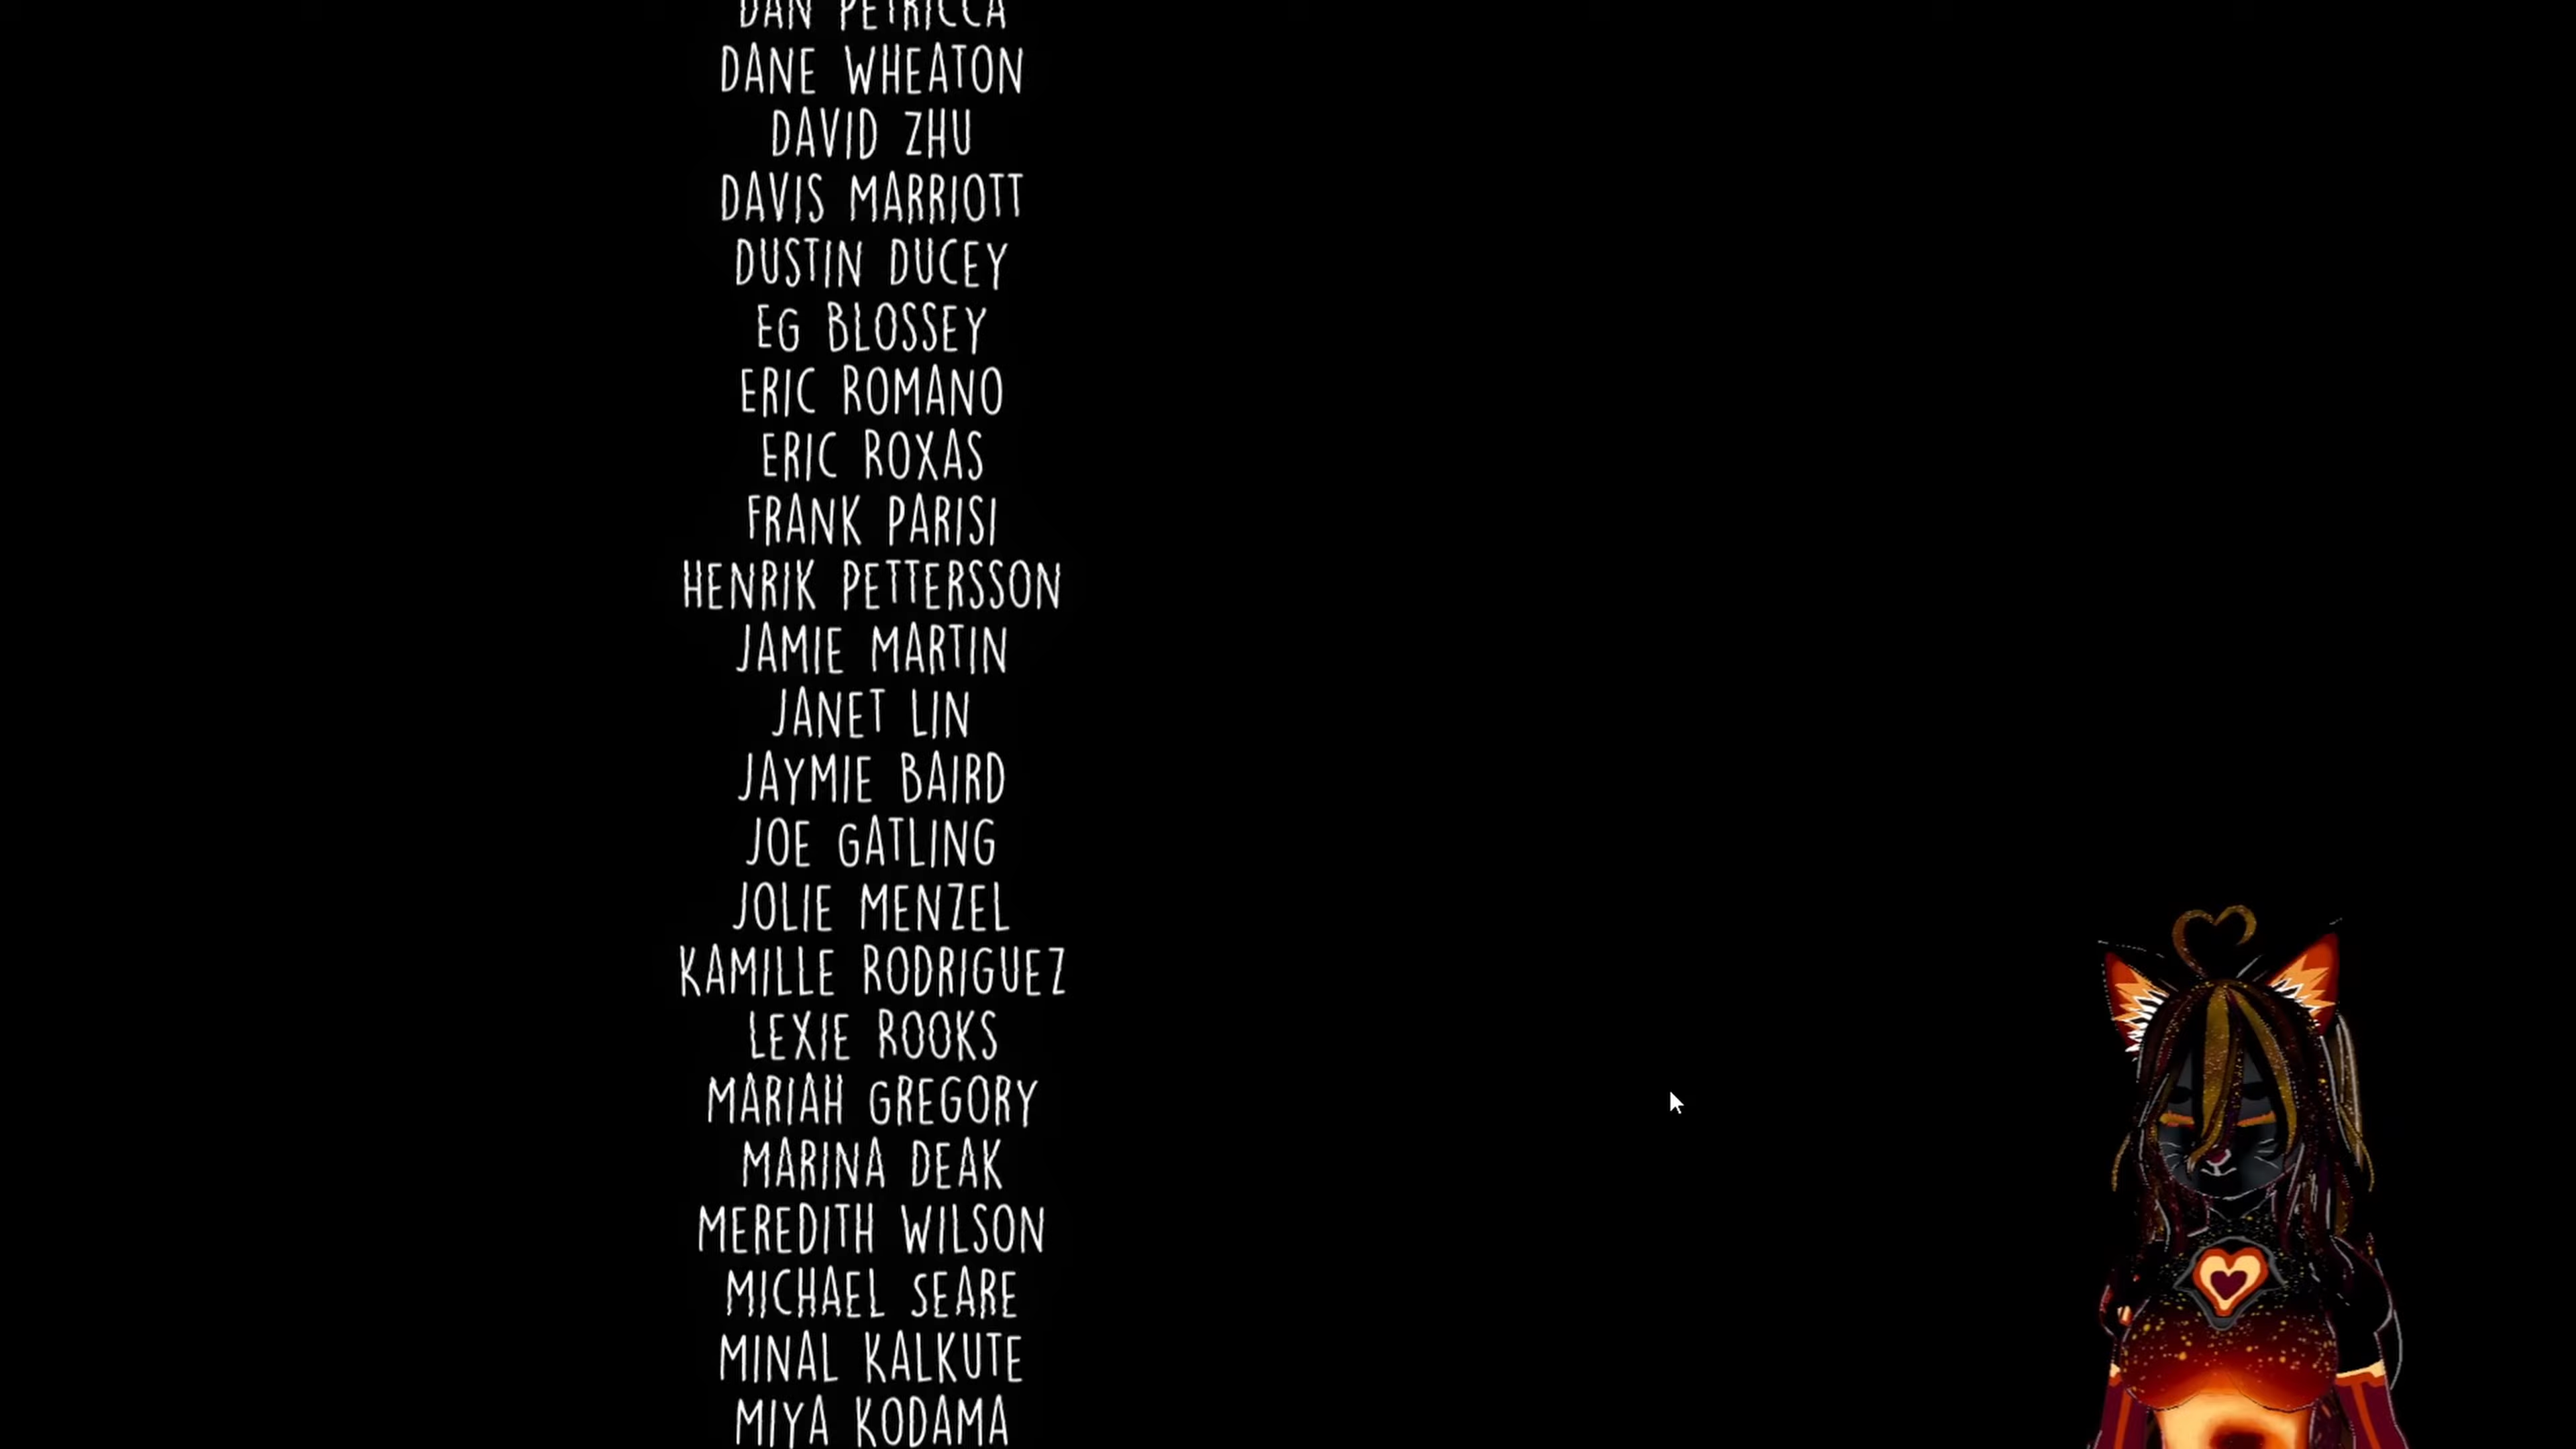 DAN PETRICCA
DANE WHEATON
DAVID ZHU
DAVIS MARRIOTT
DUSTIN DUCEY
EG BLOSSEY
ERIC ROMANO
ERIC ROXAS
FRANK PARISI
HENRIK PETTERSSON
JAMIE MARTIN
JANET LIN
JAYMIE BAIRD
JOE GATLING
JOLIE MENZEL
KAMILLE RODRIGUEZ
LEXIE ROOKS
MARIAH GREGORY
MARINA DEAK
MEREDITH WILSON
MICHAEL SEARE
MINAL KALKUTE
MIYA KODAMA